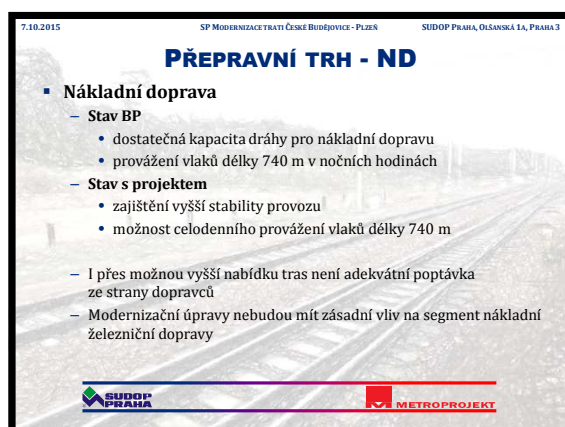 7.10.2015 SP MODERNIZACE TRATI ČESKÉ BUDĚJOVICE - PLZEŇ SUDOP PRAHA, OLŠANSKÁ 1A, PRAHA 3
PŘEPRAVNÍ TRH - ND
▪ Nákladní doprava
– Stav BP
• dostatečná kapacita dráhy pro nákladní dopravu
• provážení vlaků délky 740 m v nočních hodinách
– Stav s projektem
• zajištění vyšší stability provozu
• možnost celodenního provážení vlaků délky 740 m
– I přes možnou vyšší nabídku tras není adekvátní poptávka
ze strany dopravců
– Modernizační úpravy nebudou mít zásadní vliv na segment nákladní
železniční dopravy
SUDOP
PRAHA
METROPROJEKT